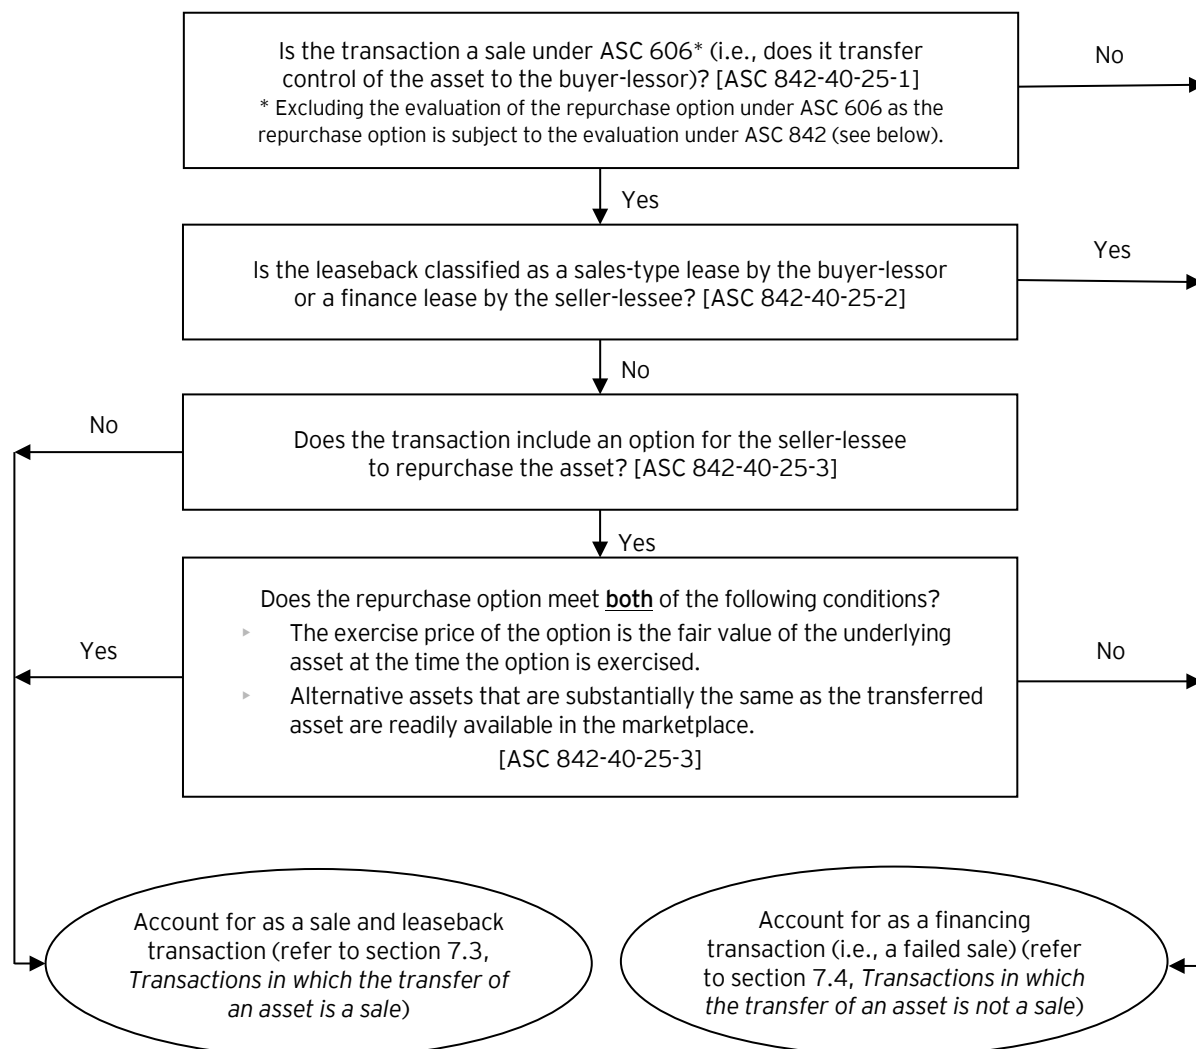 Is the transaction a sale under ASC 606* (i.e., does it transfer
control of the asset to the buyer-lessor)? [ASC 842-40-25-1]
* Excluding the evaluation of the repurchase option under ASC 606 as the
repurchase option is subject to the evaluation under ASC 842 (see below).
No
Yes
Is the leaseback classified as a sales-type lease by the buyer-lessor
or a finance lease by the seller-lessee? [ASC 842-40-25-2]
Yes
No
No
Does the transaction include an option for the seller-lessee
to repurchase the asset? [ASC 842-40-25-3]
Yes
Does the repurchase option meet both of the following conditions?
The exercise price of the option is the fair value of the underlying
asset at the time the option is exercised.
Alternative assets that are substantially the same as the transferred
asset are readily available in the marketplace.
[ASC 842-40-25-3]
Yes
No
Account for as a sale and leaseback
transaction (refer to section 7.3,
Transactions in which the transfer of
an asset is a sale)
Account for as a financing
transaction (i.e., a failed sale) (refer
to section 7.4, Transactions in which
the transfer of an asset is not a sale)